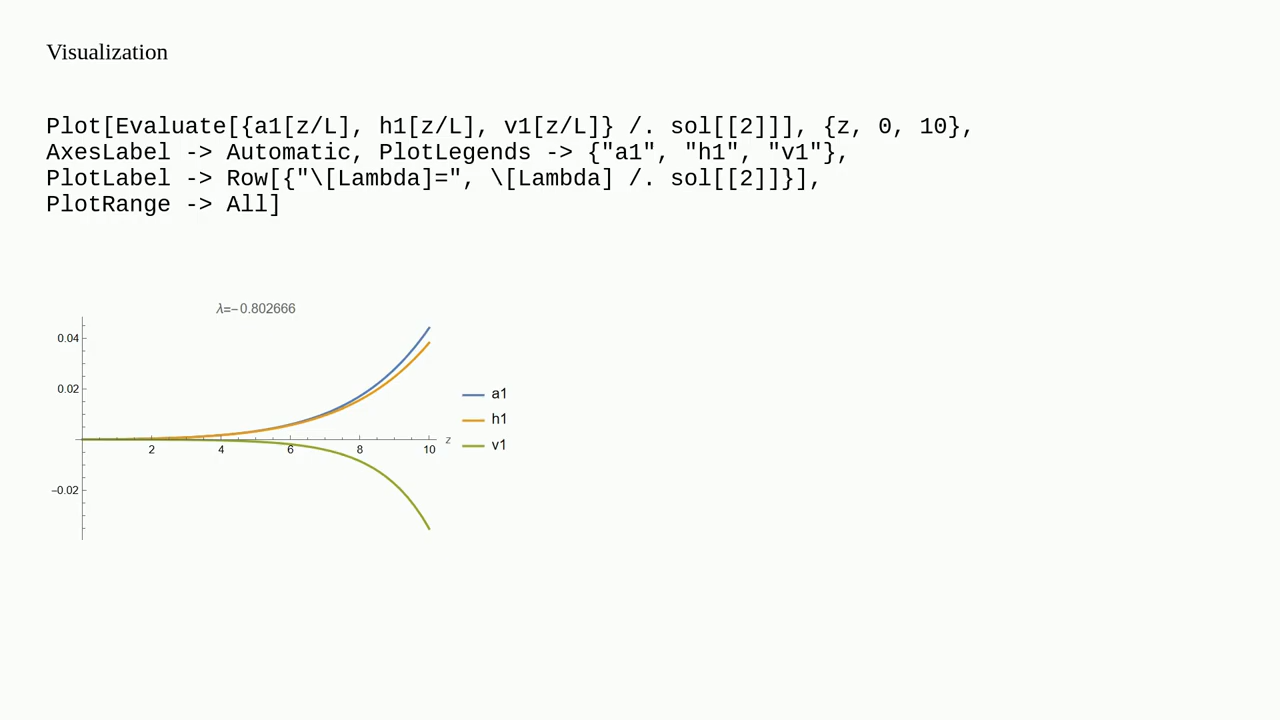 Visualization
Plot[Evaluate[{a1[z/L], h1[z/L], v1[z/L]} /. sol[[2]]], {z, 0, 10},
AxesLabel -> Automatic, PlotLegends -> {"a1", "h1", "v1"},
PlotLabel -> Row[{"\[Lambda]=", \[Lambda] /. sol[[2]]}],
PlotRange -> All]
λ=−0.802666
0.04
0.02
−0.02
2 4 6 8 10
z
a1
h1
v1